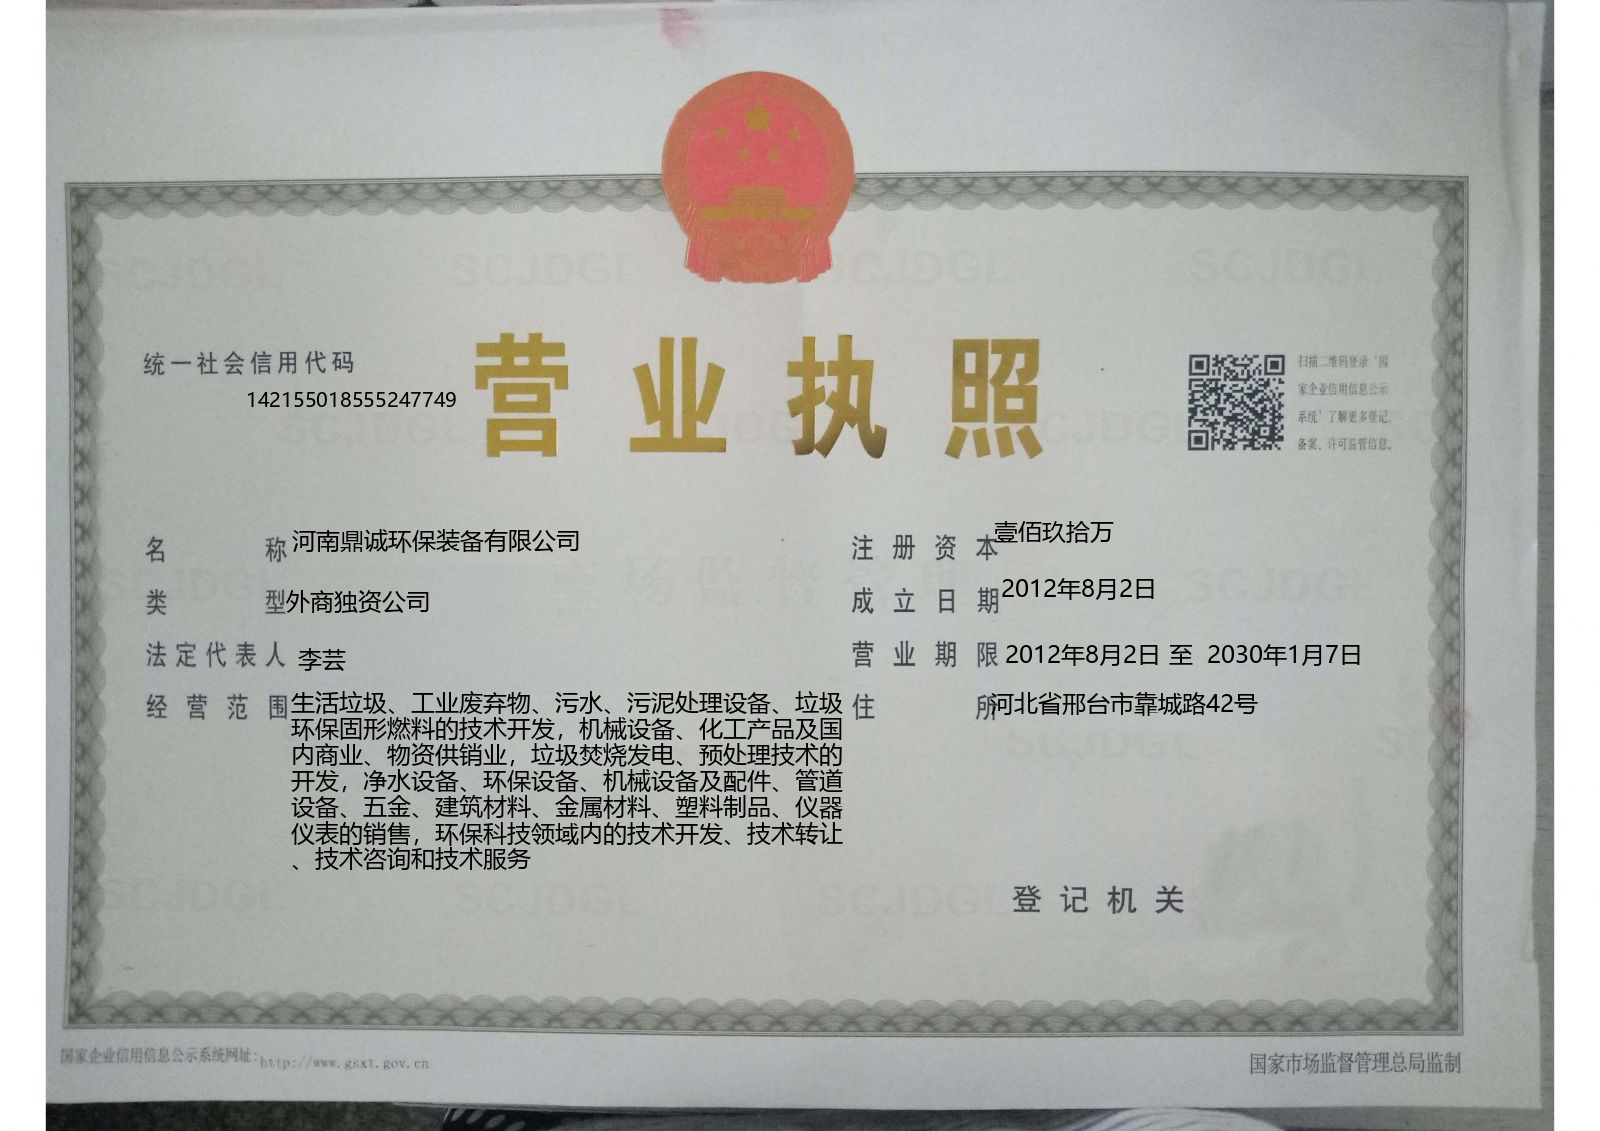 统一社会信用代码
142155018555247749
营业执照
扫描二维码登录‘国
家企业信用信息公示
系统’了解更多登记、
备案、许可监管信息。
名称 河南鼎诚环保装备有限公司
类型 外商独资公司
法定代表人 李芸
经营范围 生活垃圾、工业废弃物、污水、污泥处理设备、垃圾
环保固形燃料的技术开发，机械设备、化工产品及国
内商业、物资供销业，垃圾焚烧发电、预处理技术的
开发，净水设备、环保设备、机械设备及配件、管道
设备、五金、建筑材料、金属材料、塑料制品、仪器
仪表的销售，环保科技领域内的技术开发、技术转让
、技术咨询和技术服务
注册资本 壹佰玖拾万
成立日期 2012年8月2日
营业期限 2012年8月2日 至 2030年1月7日
住所 河北省邢台市靠城路42号
登记机关
国家企业信用信息公示系统网址：http://www.gsxt.gov.cn
国家市场监督管理总局监制